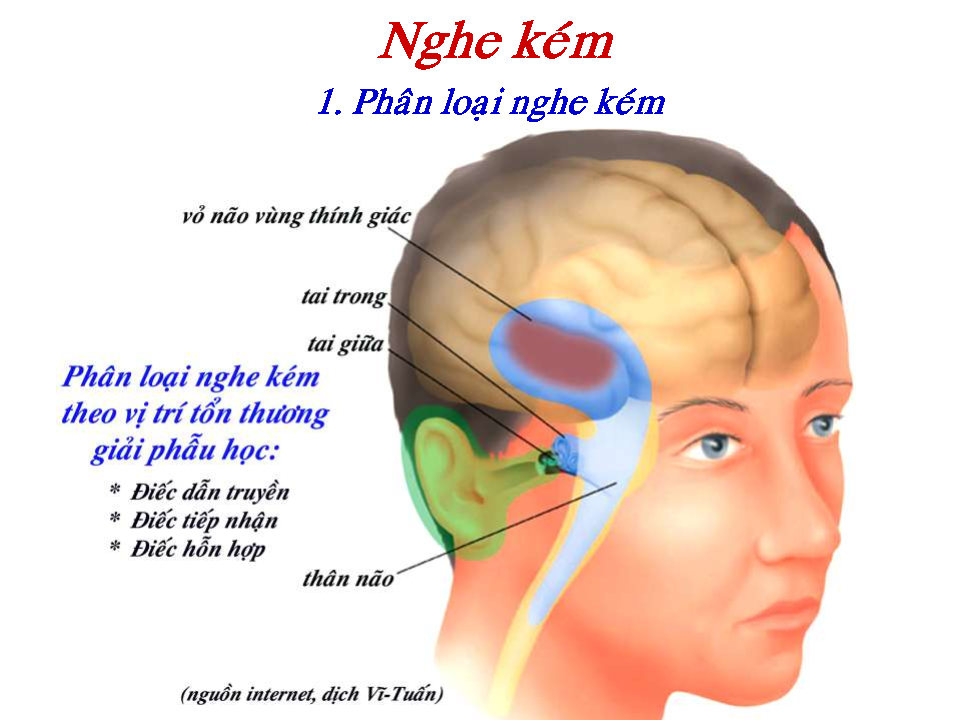 Nghe kém
1. Phân loại nghe kém
vỏ não vùng thính giác
tai trong
tai giữa
Phân loại nghe kém
theo vị trí tổn thương
giải phẫu học:
* Điếc dẫn truyền
* Điếc tiếp nhận
* Điếc hỗn hợp
thân não
(nguồn internet, dịch Vĩ-Tuấn)